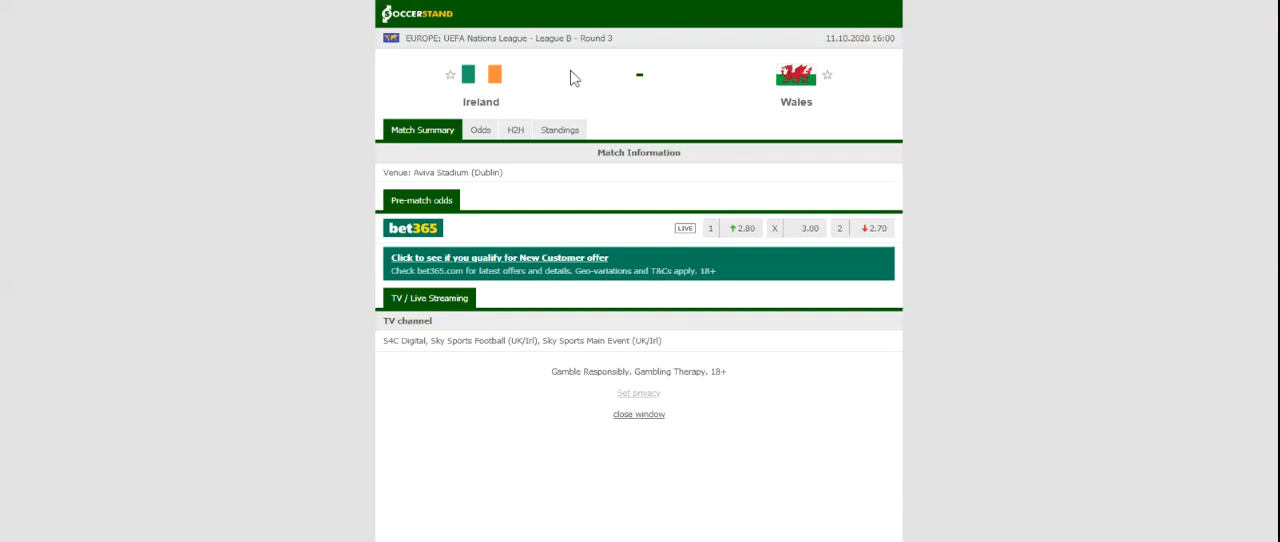 SOCCERSTAND
EUROPE: UEFA Nations League - League B - Round 3
11.10.2020 16:00
-
Ireland
Wales
Match Summary
Odds
H2H
Standings
Match Information
Venue: Aviva Stadium (Dublin)
Pre-match odds
bet365
LIVE
1
2.80
X
3.00
2
2.70
Click to see if you qualify for New Customer offer
Check bet365.com for latest offers and details. Geo-variations and T&Cs apply. 18+
TV / Live Streaming
TV channel
S4C Digital, Sky Sports Football (UK/Irl), Sky Sports Main Event (UK/Irl)
Gamble Responsibly. Gambling Therapy. 18+
Set privacy
close window